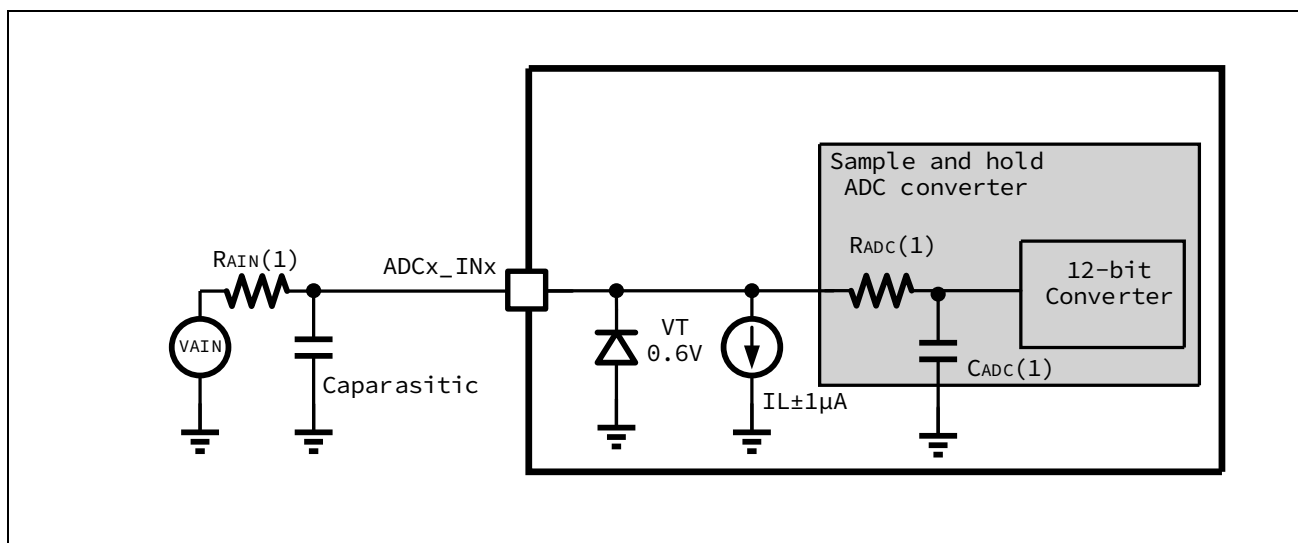 Sample and hold
ADC converter
RAIN(1)
ADCx_INx
RADC(1)
12-bit
Converter
VAIN
VT
0.6V
Caparasitic
IL±1µA
CADC(1)